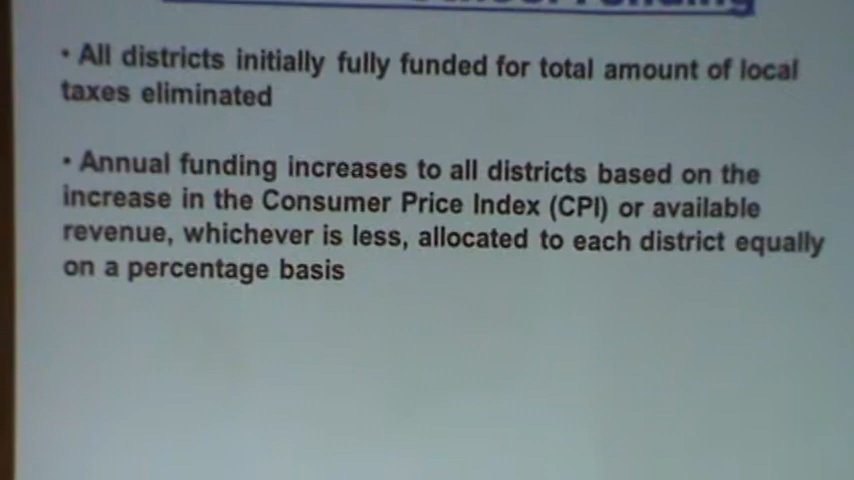 Funding
• All districts initially fully funded for total amount of local
taxes eliminated
• Annual funding increases to all districts based on the
increase in the Consumer Price Index (CPI) or available
revenue, whichever is less, allocated to each district equally
on a percentage basis